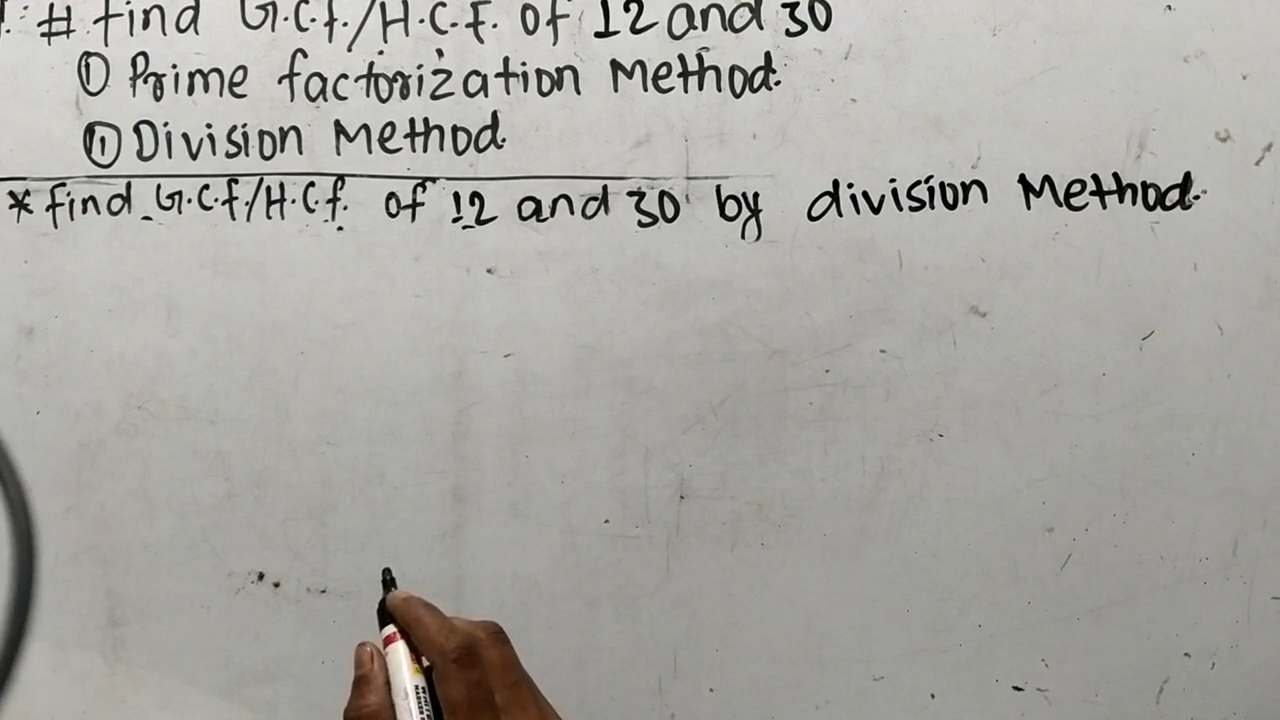 # find G.C.f./H.C.F. of 12 and 30
① Prime factorization Method.
⑪ Division Method.
* find G.C.f./H.C.f. of 12 and 30 by division Method.